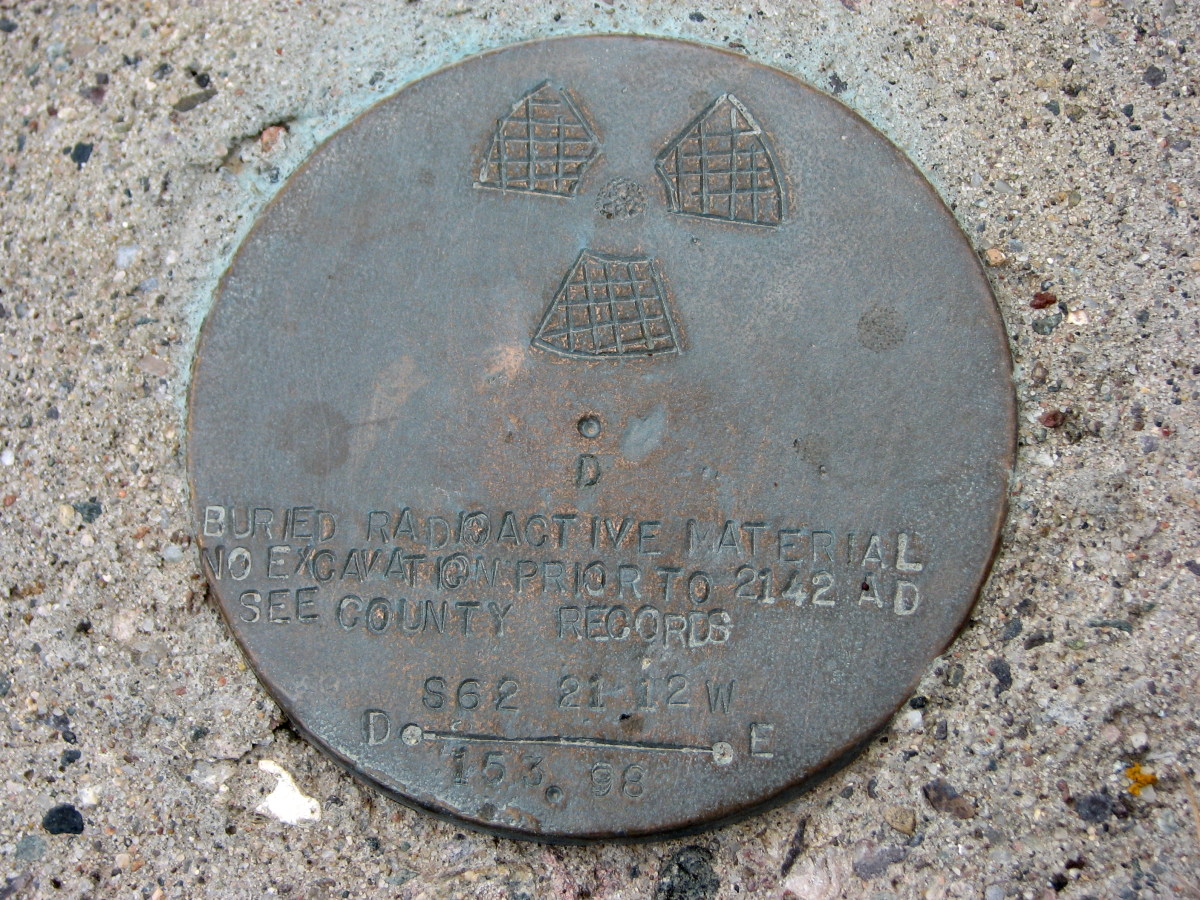 D
BURIED RADIOACTIVE MATERIAL
NO EXCAVATION PRIOR TO 2142 AD
SEE COUNTY RECORDS
S62 21-12 W
D E
153.98